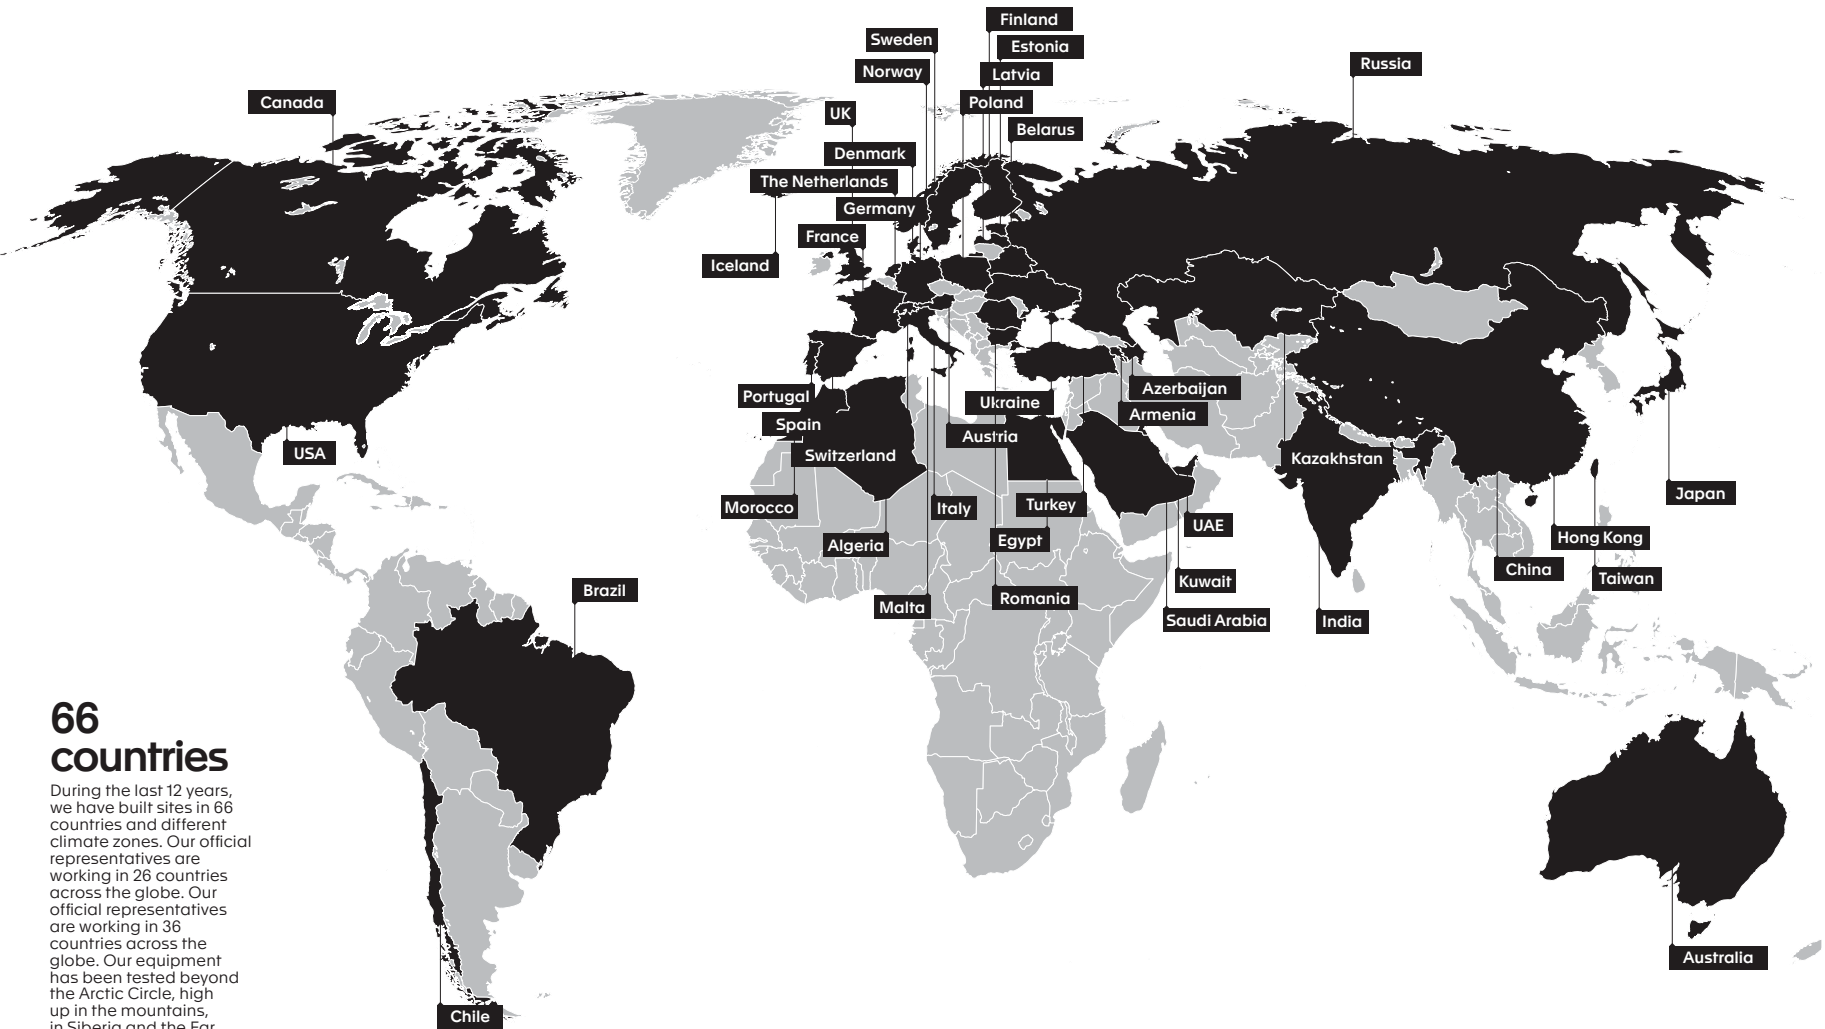 Finland
Sweden
Estonia
Russia
Norway
Latvia
Canada
Poland
UK
Belarus
Denmark
The Netherlands
Germany
France
Iceland
Azerbaijan
Portugal
Ukraine
Armenia
Spain
Austria
USA
Switzerland
Kazakhstan
Japan
Morocco
Italy
Turkey
UAE
Hong Kong
Algeria
Egypt
China
Taiwan
Kuwait
Brazil
Romania
Malta
Saudi Arabia
India
66
countries
During the last 12 years,
we have built sites in 66
countries and different
climate zones. Our official
representatives are
working in 26 countries
across the globe. Our
official representatives
are working in 36
countries across the
globe. Our equipment
has been tested beyond
the Arctic Circle, high
up in the mountains,
in Siberia and the Far
Australia
Chile